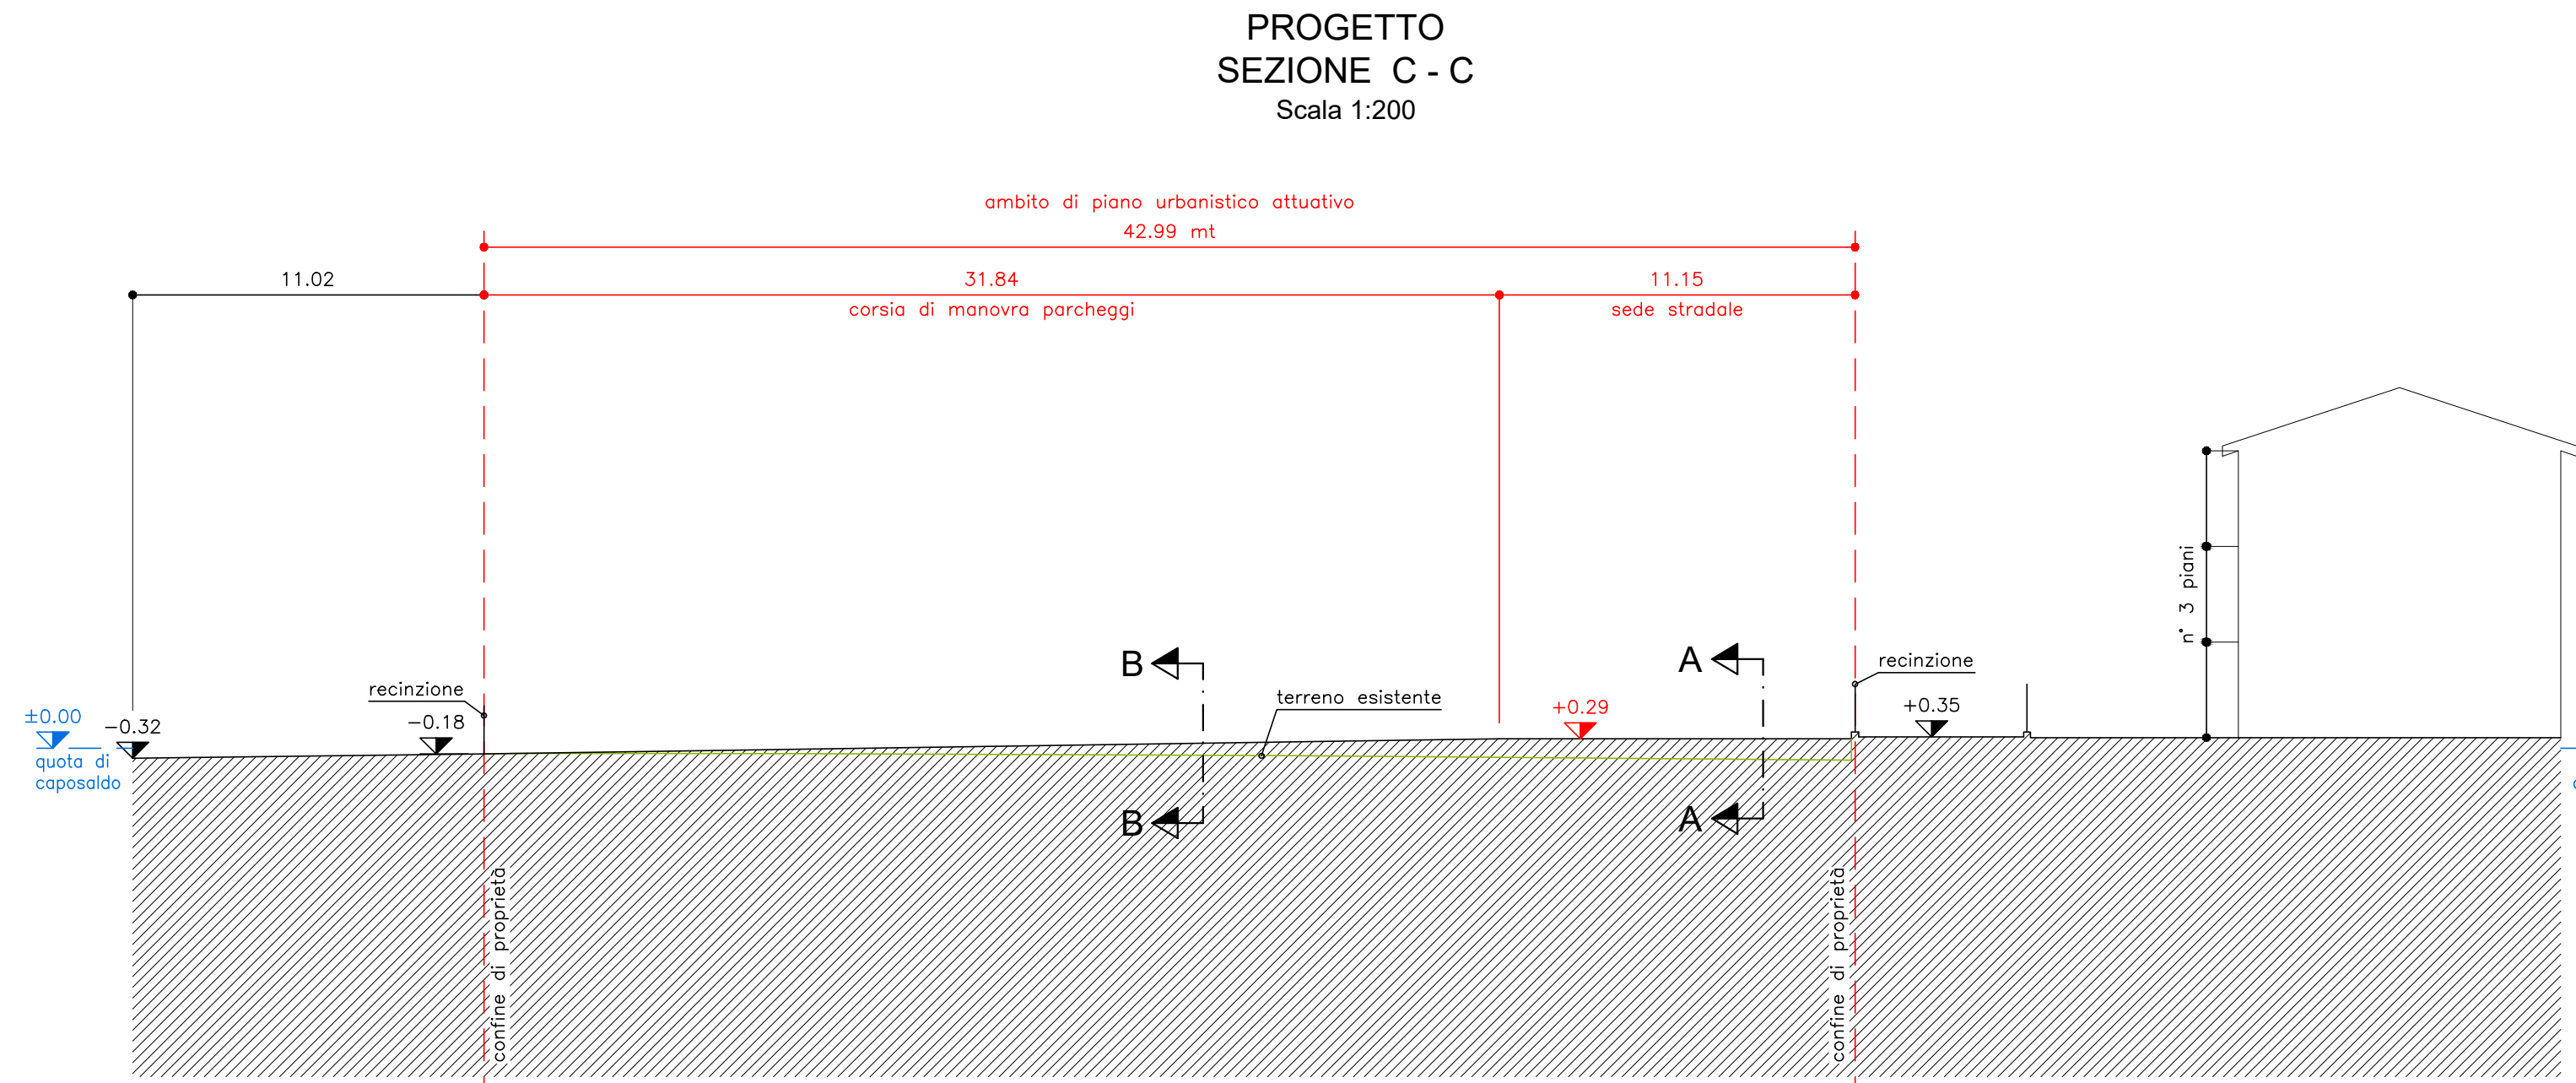 PROGETTO
SEZIONE C - C
Scala 1:200
ambito di piano urbanistico attuativo
42.99 mt
11.02
31.84
11.15
corsia di manovra parcheggi
sede stradale
n° 3 piani
B
A
recinzione
recinzione
terreno esistente
±0.00
-0.32
-0.18
+0.29
+0.35
quota di
caposaldo
B
A
confine di proprietà
confine di proprietà